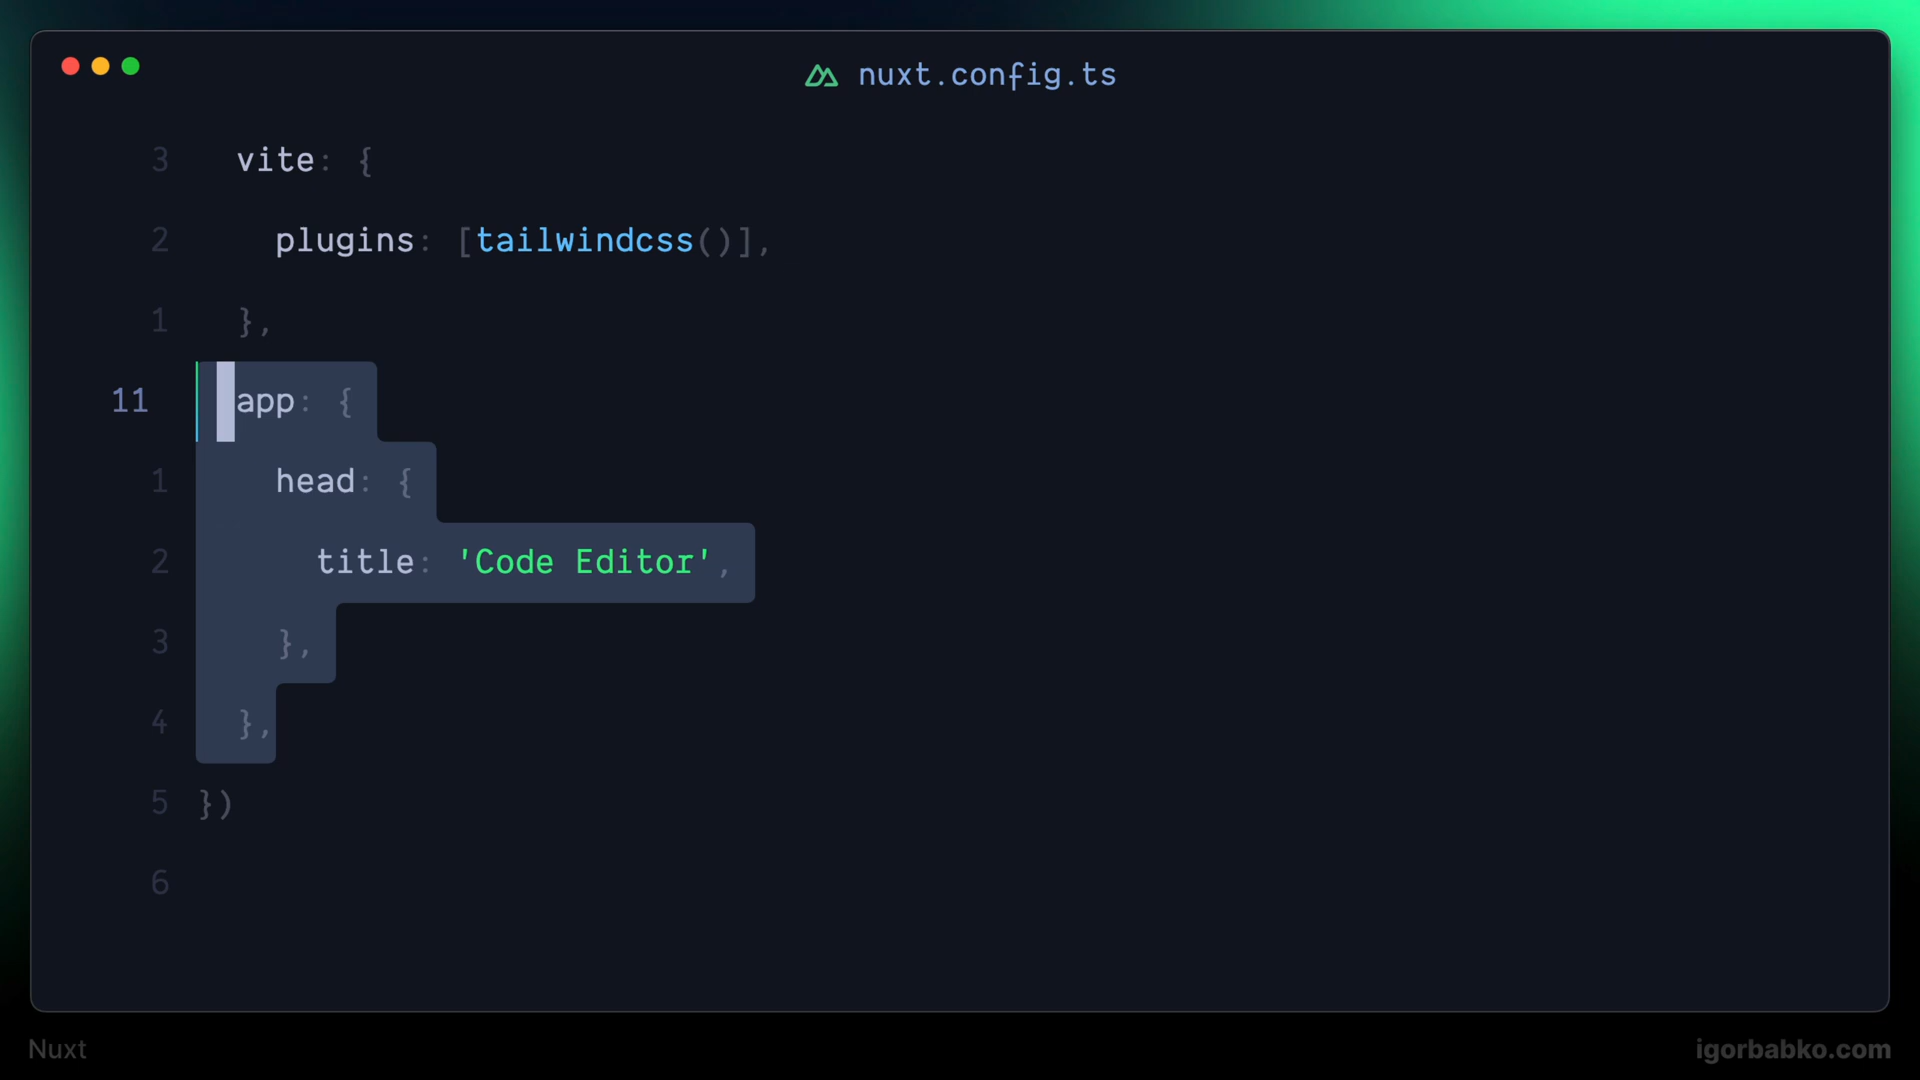 nuxt.config.ts
3 vite: {
2 plugins: [tailwindcss()],
1 },
11 app: {
1 head: {
2 title: 'Code Editor',
3 },
4 },
5 })
6
Nuxt
igorbabko.com